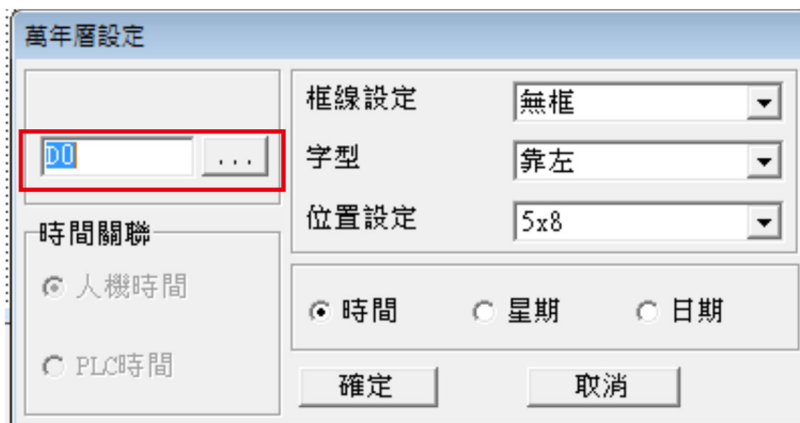 萬年曆設定
D0
...
時間關聯
人機時間
PLC時間
框線設定 無框
字型 靠左
位置設定 5x8
時間 星期 日期
確定 取消